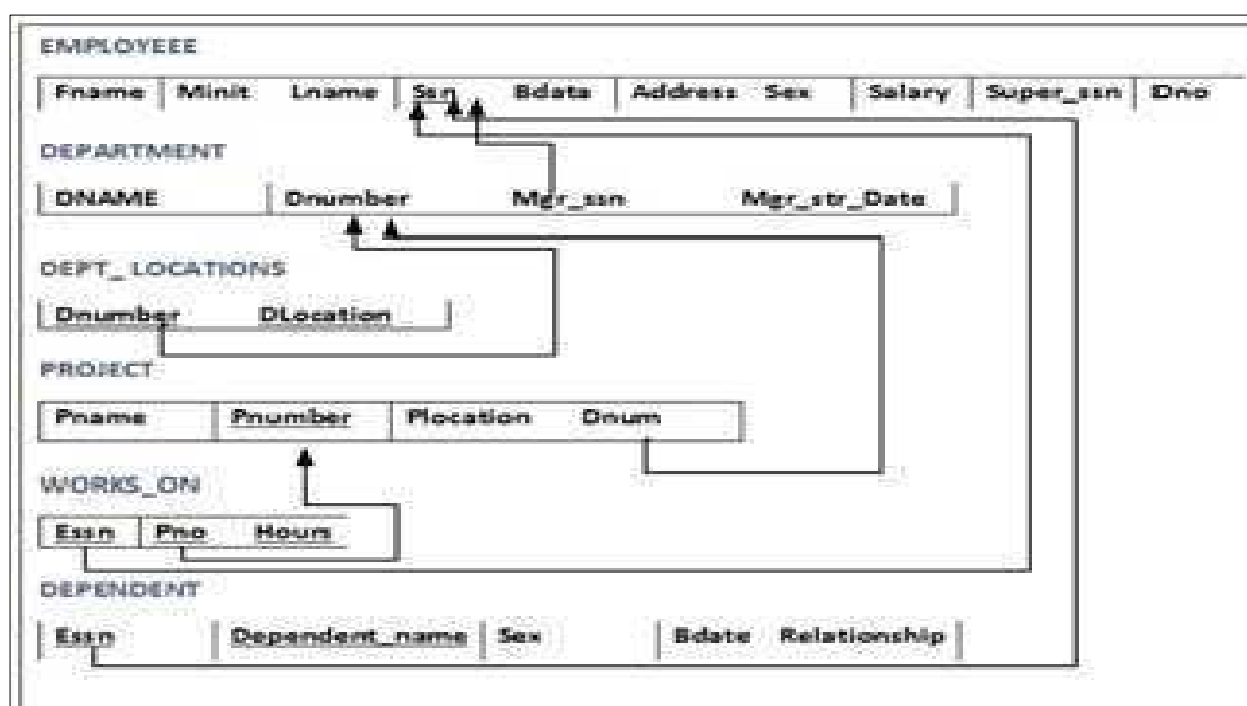 EMPLOYEEE
Fname Minit Lname Ssn Bdate Address Sex Salary Super_ssn Dno
DEPARTMENT
DNAME Dnumber Mgr_ssn Mgr_str_Date
DEPT_ LOCATIONS
Dnumber DLocation
PROJECT
Pname Pnumber Plocation Dnum
WORKS_ON
Essn Pno Hours
DEPENDENT
Essn Dependent_name Sex Bdate Relationship